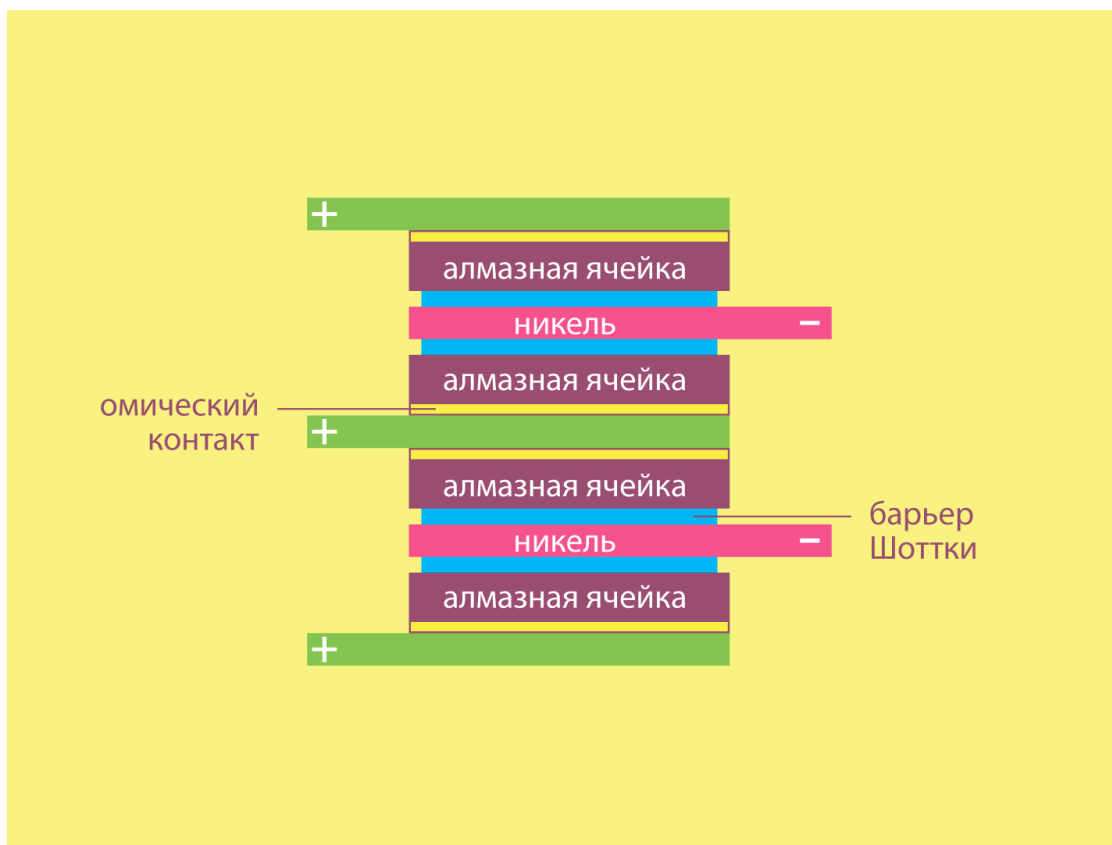 +
алмазная ячейка
никель −
алмазная ячейка
омический
контакт
+
алмазная ячейка
барьер
Шоттки
никель −
алмазная ячейка
+